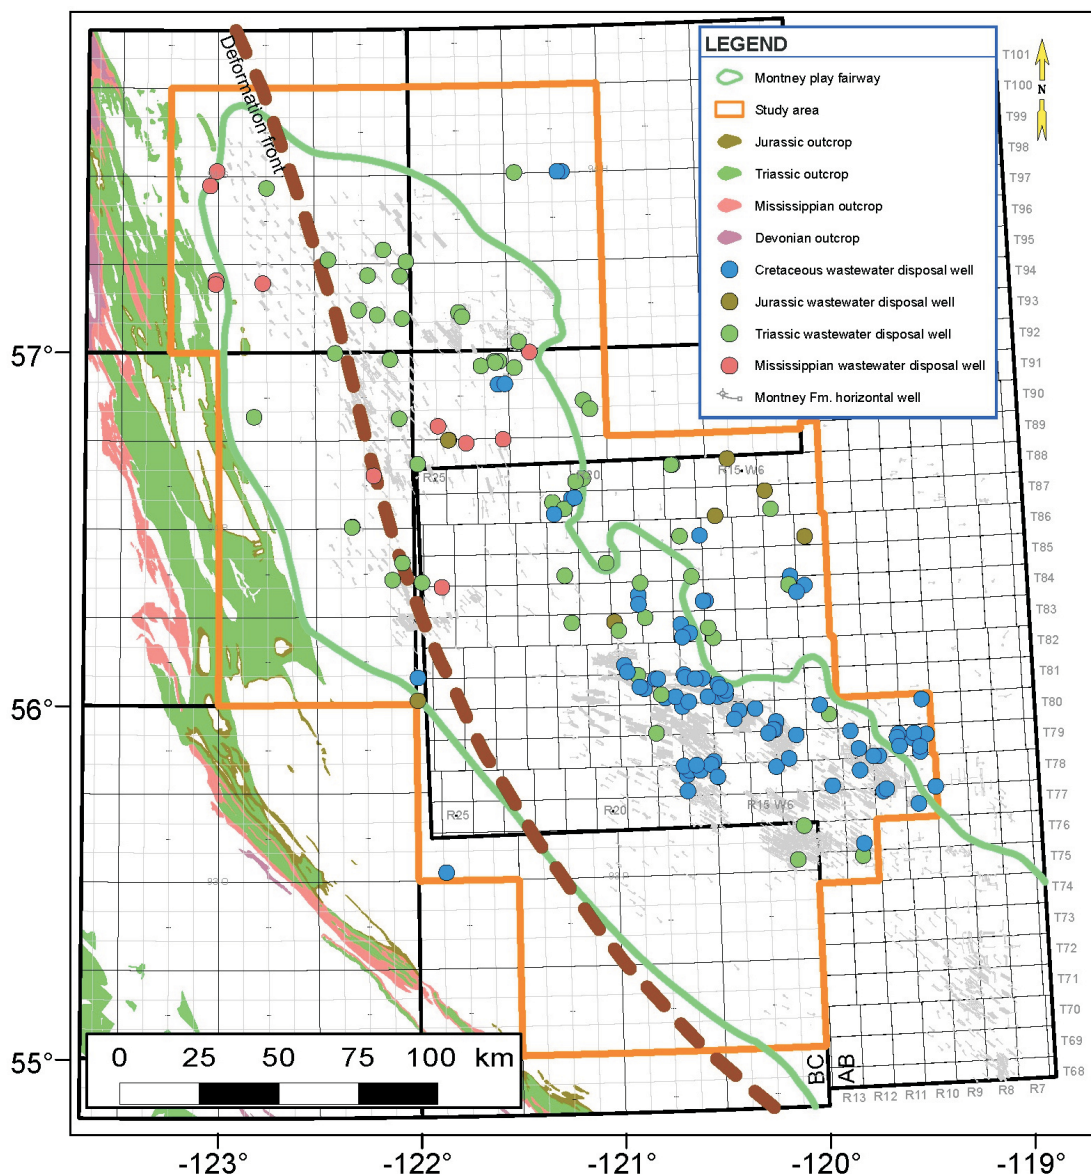 LEGEND
Montney play fairway
Study area
Jurassic outcrop
Triassic outcrop
Mississippian outcrop
Devonian outcrop
Cretaceous wastewater disposal well
Jurassic wastewater disposal well
Triassic wastewater disposal well
Mississippian wastewater disposal well
Montney Fm. horizontal well
N
Deformation front
T101
T100
T99
T98
T97
T96
T95
T94
T93
T92
T91
T90
T89
T88
T87
T86
T85
T84
T83
T82
T81
T80
T79
T78
T77
T76
T75
T74
T73
T72
T71
T70
T69
T68
57°
56°
55°
R25
R15 W6
R25
R20
R15 W6
BC
AB
R13
R12
R11
R10
R9
R8
R7
0 25 50 75 100 km
-123°
-122°
-121°
-120°
-119°